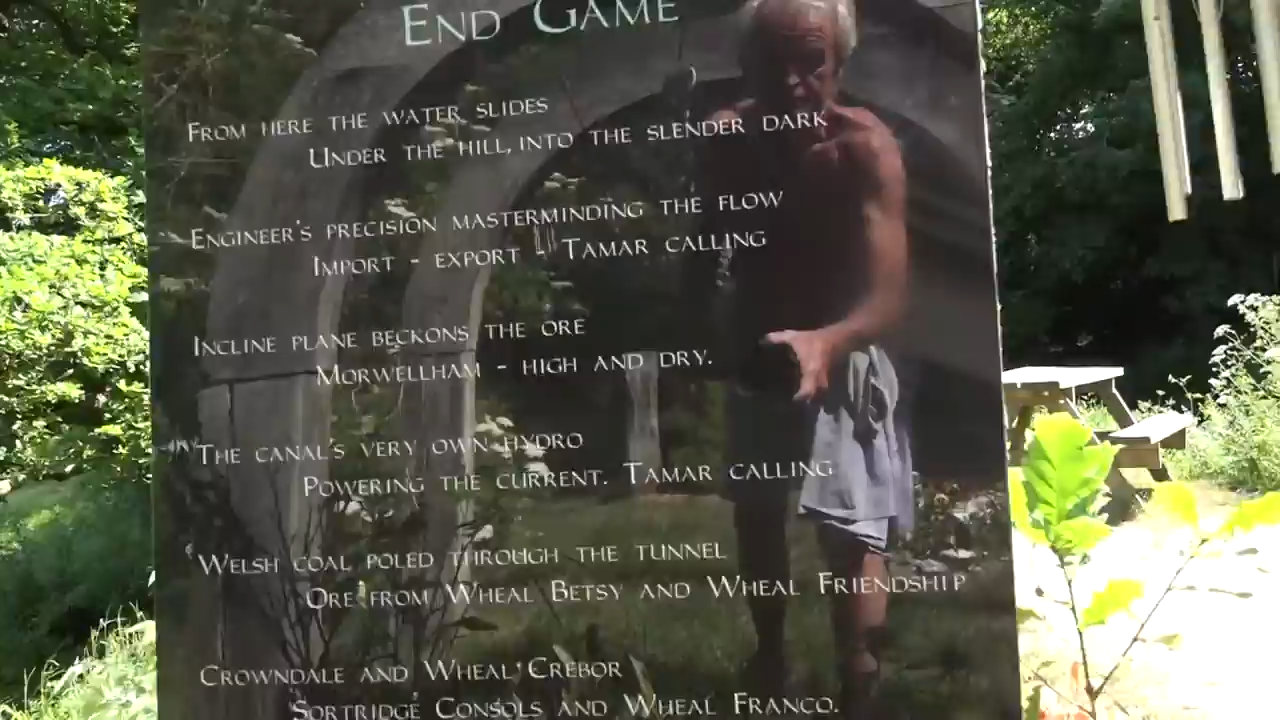 END GAME
FROM HERE THE WATER SLIDES
UNDER THE HILL, INTO THE SLENDER DARK
ENGINEER'S PRECISION MASTERMINDING THE FLOW
IMPORT - EXPORT - TAMAR CALLING
INCLINE PLANE BECKONS THE ORE
MORWELLHAM - HIGH AND DRY.
THE CANAL'S VERY OWN HYDRO
POWERING THE CURRENT. TAMAR CALLING
WELSH COAL POLED THROUGH THE TUNNEL
ORE FROM WHEAL BETSY AND WHEAL FRIENDSHIP
CROWNDALE AND WHEAL CREBOR
SORTRIDGE CONSOLS AND WHEAL FRANCO.